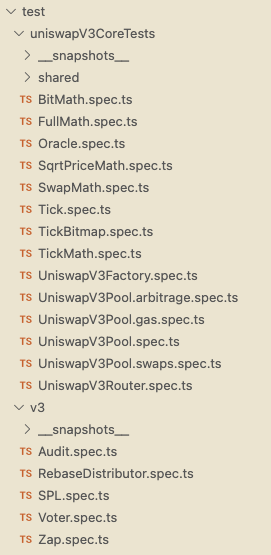 test
uniswapV3CoreTests
__snapshots__
shared
TS BitMath.spec.ts
TS FullMath.spec.ts
TS Oracle.spec.ts
TS SqrtPriceMath.spec.ts
TS SwapMath.spec.ts
TS Tick.spec.ts
TS TickBitmap.spec.ts
TS TickMath.spec.ts
TS UniswapV3Factory.spec.ts
TS UniswapV3Pool.arbitrage.spec.ts
TS UniswapV3Pool.gas.spec.ts
TS UniswapV3Pool.spec.ts
TS UniswapV3Pool.swaps.spec.ts
TS UniswapV3Router.spec.ts
v3
__snapshots__
TS Audit.spec.ts
TS RebaseDistributor.spec.ts
TS SPL.spec.ts
TS Voter.spec.ts
TS Zap.spec.ts